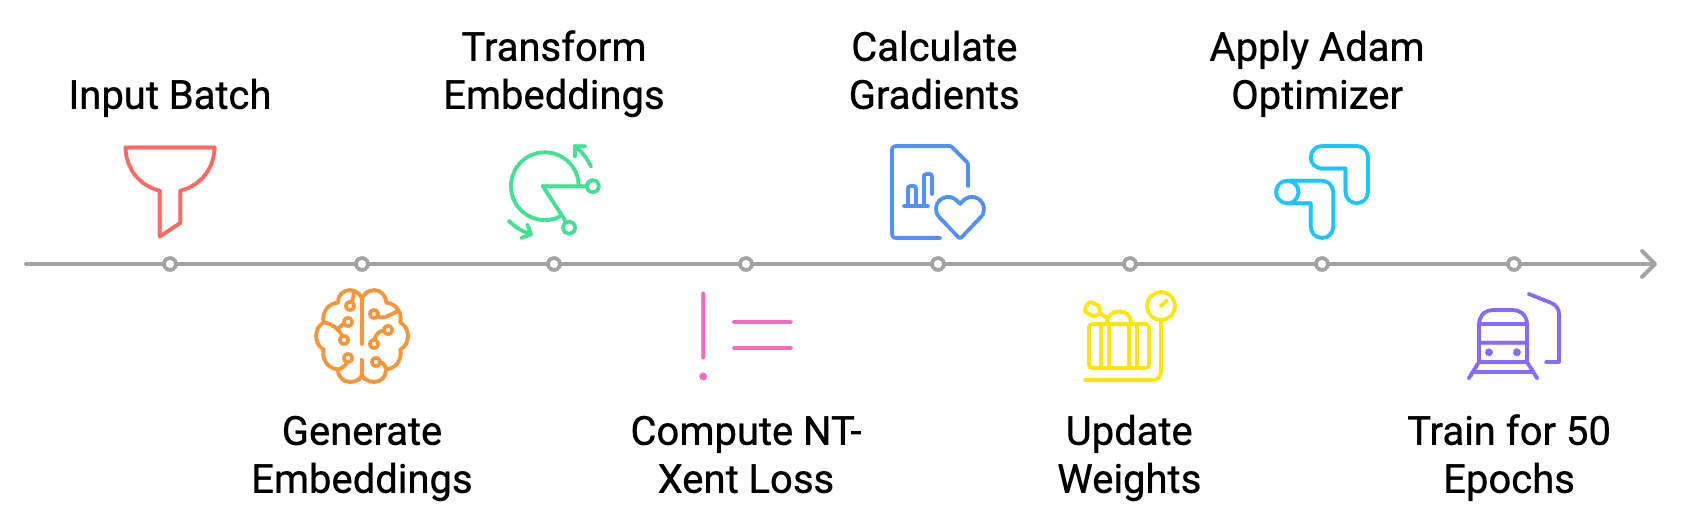 Input Batch
Generate
Embeddings
Transform
Embeddings
Compute NT-
Xent Loss
Calculate
Gradients
Update
Weights
Apply Adam
Optimizer
Train for 50
Epochs